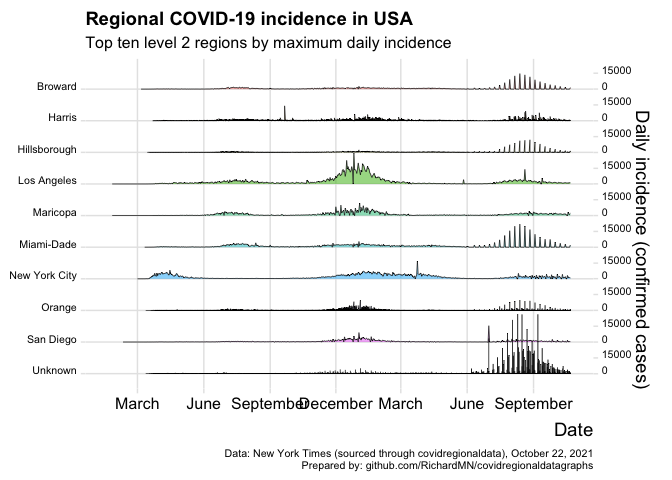 Regional COVID-19 incidence in USA
Top ten level 2 regions by maximum daily incidence
Broward
Harris
Hillsborough
Los Angeles
Maricopa
Miami-Dade
New York City
Orange
San Diego
Unknown
15000
0
15000
0
15000
0
15000
0
15000
0
15000
0
15000
0
15000
0
15000
0
15000
0
Daily incidence (confirmed cases)
March June September December March June September
Date
Data: New York Times (sourced through covidregionaldata), October 22, 2021
Prepared by: github.com/RichardMN/covidregionaldatagraphs